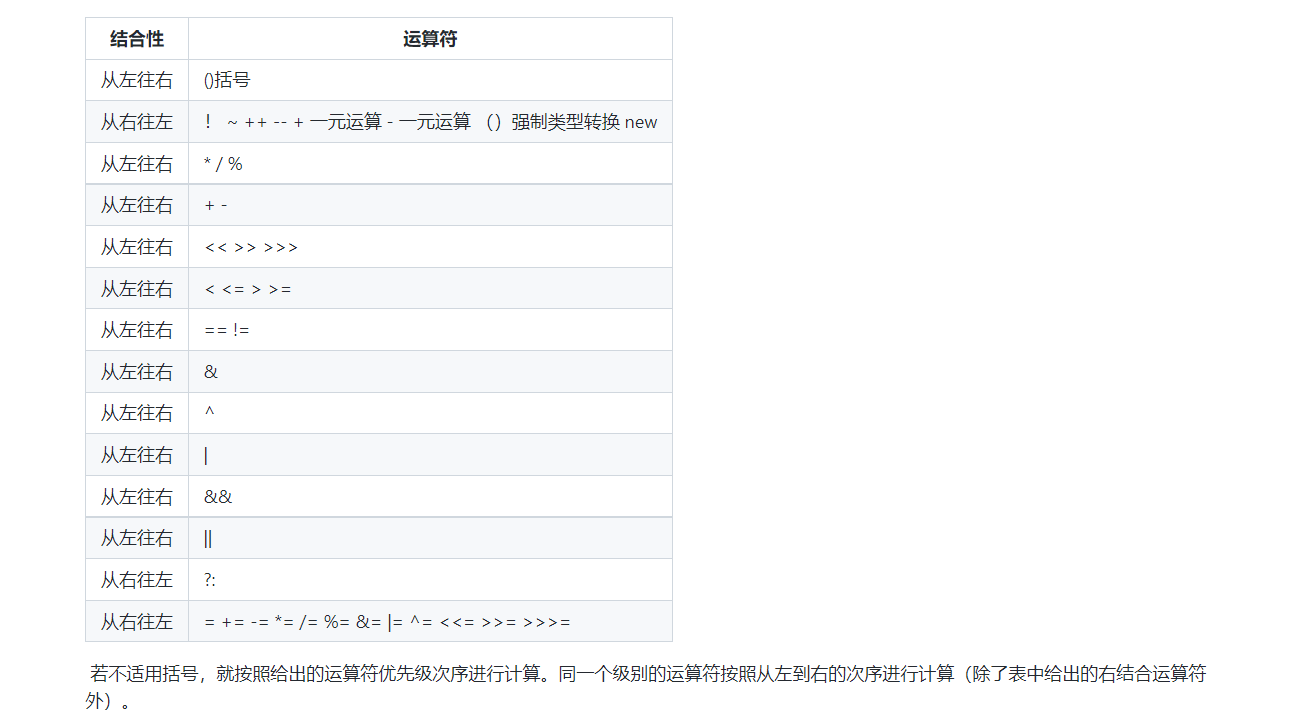 结合性 运算符
从左往右 ()括号
从右往左 ！ ~ ++ -- + 一元运算 - 一元运算 （）强制类型转换 new
从左往右 * / %
从左往右 + -
从左往右 << >> >>>
从左往右 < <= > >=
从左往右 == !=
从左往右 &
从左往右 ^
从左往右 |
从左往右 &&
从左往右 ||
从右往左 ?:
从右往左 = += -= *= /= %= &= |= ^= <<= >>= >>>=
若不适用括号，就按照给出的运算符优先级次序进行计算。同一个级别的运算符按照从左到右的次序进行计算（除了表中给出的右结合运算符
外）。